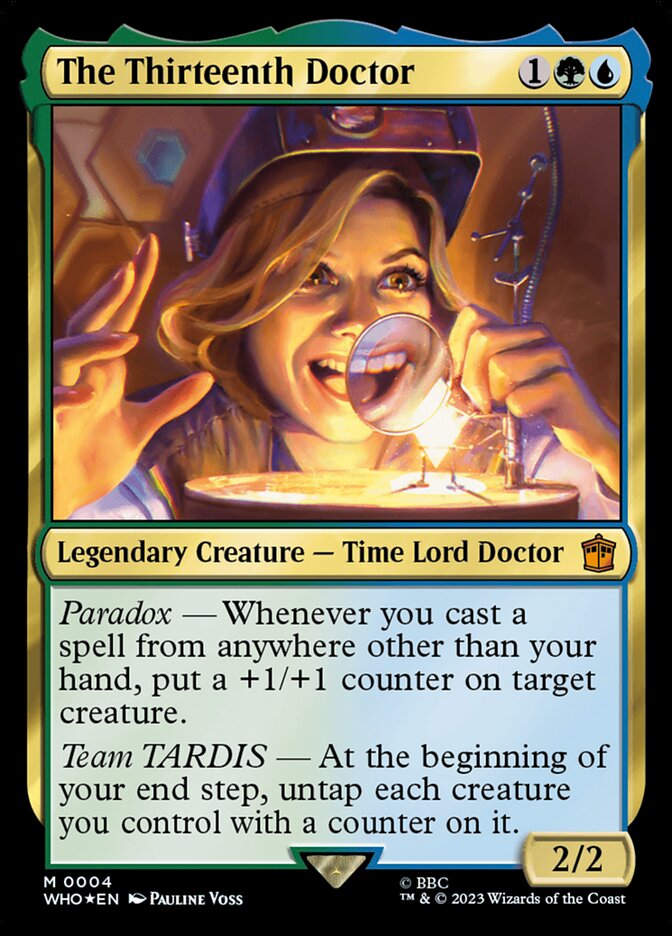 The Thirteenth Doctor 1
Legendary Creature — Time Lord Doctor
Paradox — Whenever you cast a
spell from anywhere other than your
hand, put a +1/+1 counter on target
creature.
Team TARDIS — At the beginning of
your end step, untap each creature
you control with a counter on it.
2/2
M 0004
WHO★EN Pauline Voss
© BBC
™ & © 2023 Wizards of the Coast